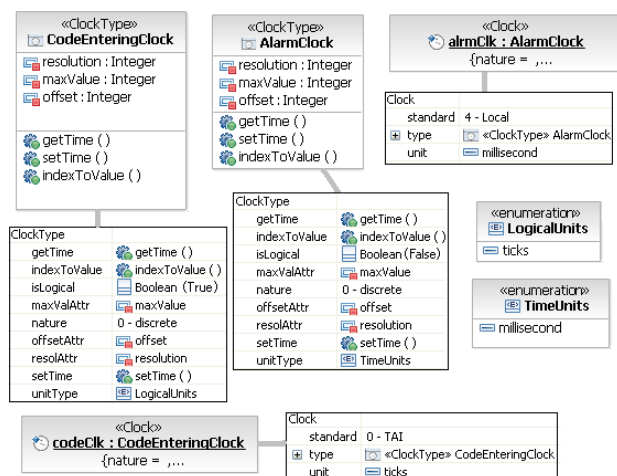 «ClockType»
CodeEnteringClock
resolution : Integer
maxValue : Integer
offset : Integer
getTime ( )
setTime ( )
indexToValue ( )
«ClockType»
AlarmClock
resolution : Integer
maxValue : Integer
offset : Integer
getTime ( )
setTime ( )
indexToValue ( )
«Clock»
alrmClk : AlarmClock
{nature = ,...
Clock
standard 4 - Local
type «ClockType» AlarmClock
unit millisecond
ClockType
getTime getTime ( )
indexToValue indexToValue ( )
isLogical Boolean (True)
maxValAttr maxValue
nature 0 - discrete
offsetAttr offset
resolAttr resolution
setTime setTime ( )
unitType LogicalUnits
ClockType
getTime getTime ( )
indexToValue indexToValue ( )
isLogical Boolean (False)
maxValAttr maxValue
nature 0 - discrete
offsetAttr offset
resolAttr resolution
setTime setTime ( )
unitType TimeUnits
«enumeration»
LogicalUnits
ticks
«enumeration»
TimeUnits
millisecond
«Clock»
codeClk : CodeEnteringClock
{nature = ,...
Clock
standard 0 - TAI
type «ClockType» CodeEnteringClock
unit ticks